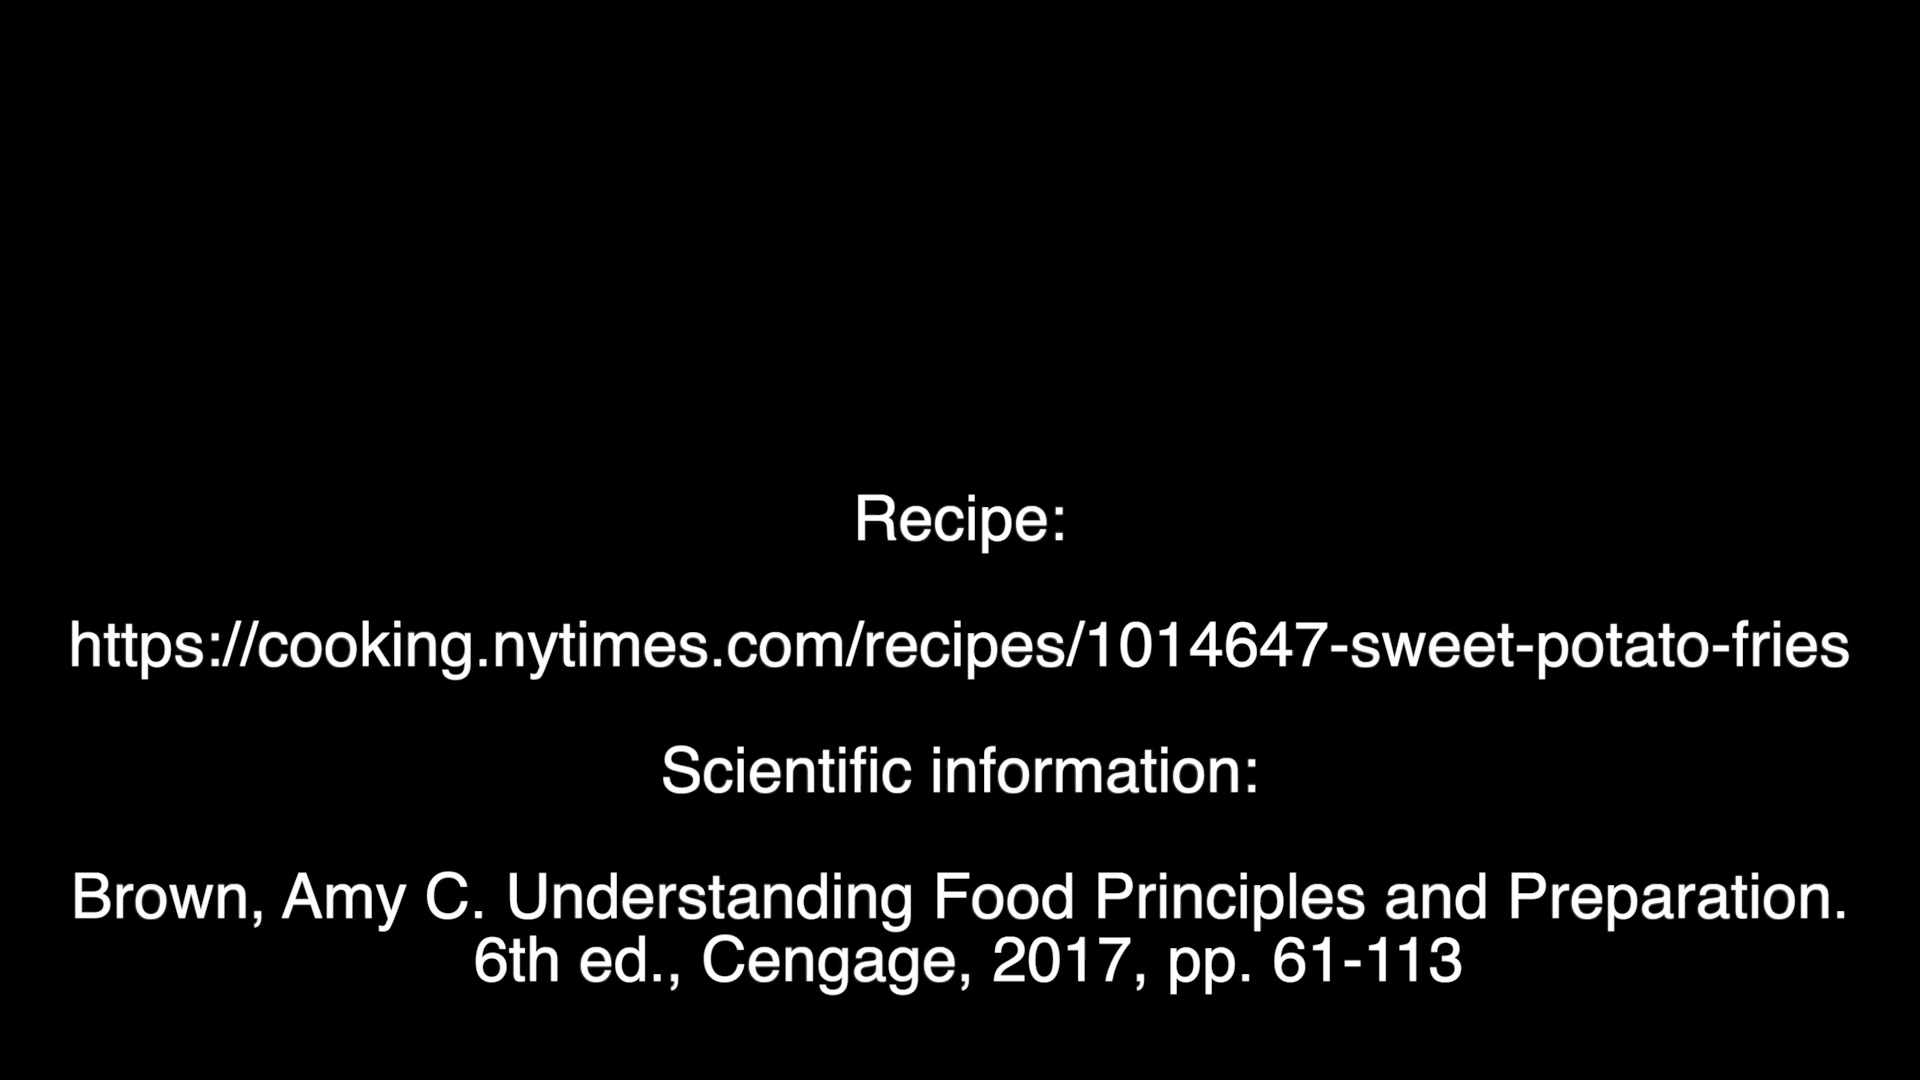 Recipe:
https://cooking.nytimes.com/recipes/1014647-sweet-potato-fries
Scientific information:
Brown, Amy C. Understanding Food Principles and Preparation.
6th ed., Cengage, 2017, pp. 61-113